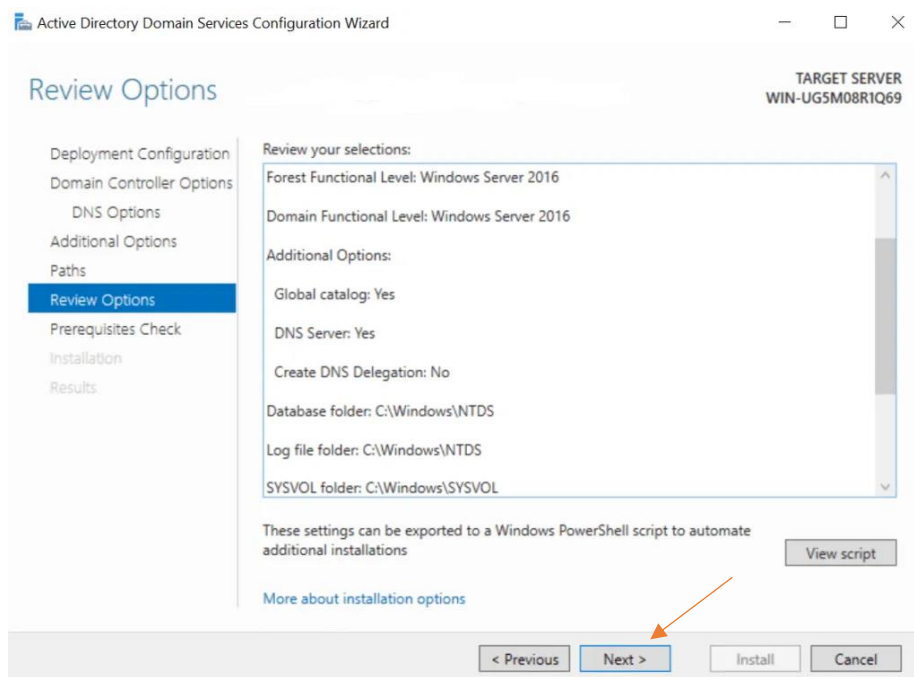 Active Directory Domain Services Configuration Wizard
Review Options
TARGET SERVER
WIN-UG5M08R1Q69
Deployment Configuration
Domain Controller Options
DNS Options
Additional Options
Paths
Review Options
Prerequisites Check
Installation
Results
Review your selections:
Forest Functional Level: Windows Server 2016
Domain Functional Level: Windows Server 2016
Additional Options:
Global catalog: Yes
DNS Server: Yes
Create DNS Delegation: No
Database folder: C:\Windows\NTDS
Log file folder: C:\Windows\NTDS
SYSVOL folder: C:\Windows\SYSVOL
These settings can be exported to a Windows PowerShell script to automate
additional installations
View script
More about installation options
< Previous
Next >
Install
Cancel